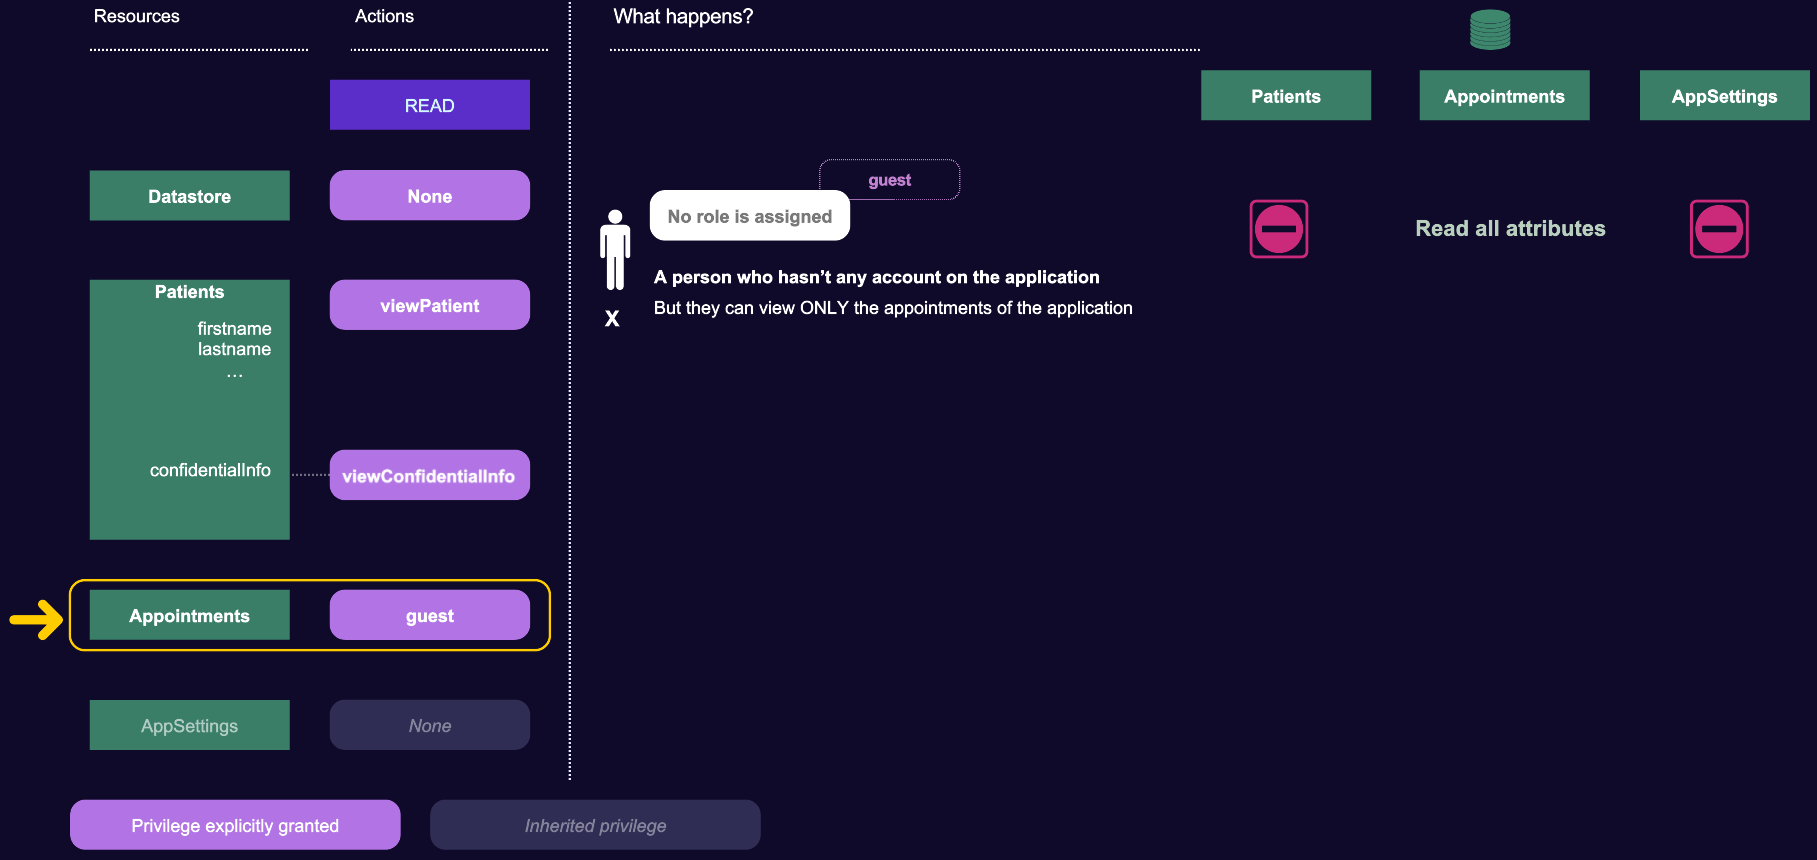 Resources
Actions
What happens?
READ
Patients
Appointments
AppSettings
Datastore
None
guest
No role is assigned
Read all attributes
A person who hasn't any account on the application
But they can view ONLY the appointments of the application
X
Patients
firstname
lastname
...
viewPatient
confidentialInfo
viewConfidentialInfo
Appointments
guest
AppSettings
None
Privilege explicitly granted
Inherited privilege